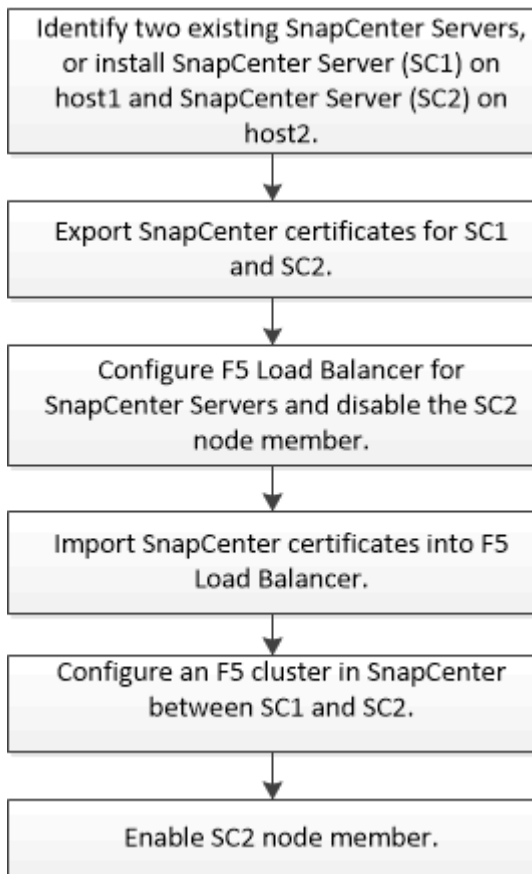 Identify two existing SnapCenter Servers,
or install SnapCenter Server (SC1) on
host1 and SnapCenter Server (SC2) on
host2.
Export SnapCenter certificates for SC1
and SC2.
Configure F5 Load Balancer for
SnapCenter Servers and disable the SC2
node member.
Import SnapCenter certificates into F5
Load Balancer.
Configure an F5 cluster in SnapCenter
between SC1 and SC2.
Enable SC2 node member.